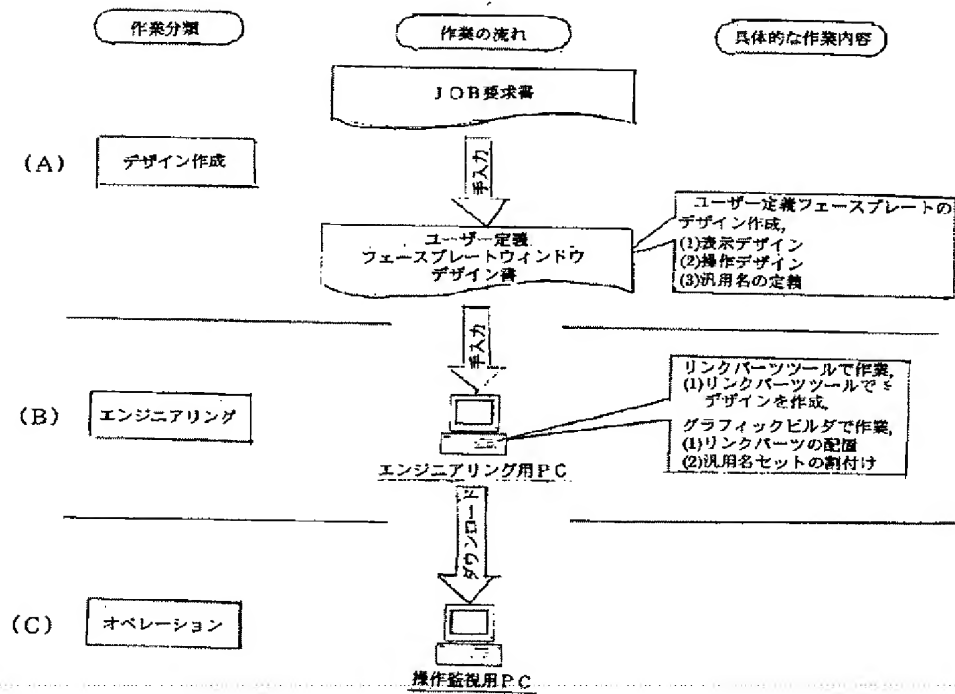 作業分類
作業の流れ
具体的な作業内容
JOB要求書
(A)
デザイン作成
手入力
ユーザー定義
フェースプレートウィンドウ
デザイン書
ユーザー定義フェースプレートの
デザイン作成,
(1)表示デザイン
(2)操作デザイン
(3)汎用名の定義
手入力
(B)
エンジニアリング
リンクパーツツールで作業,
(1)リンクパーツツールで
デザインを作成,
グラフィックビルダで作業,
(1)リンクパーツの配置
(2)汎用名セットの割付け
エンジニアリング用PC
ダウンロード
(C)
オペレーション
操作監視用PC